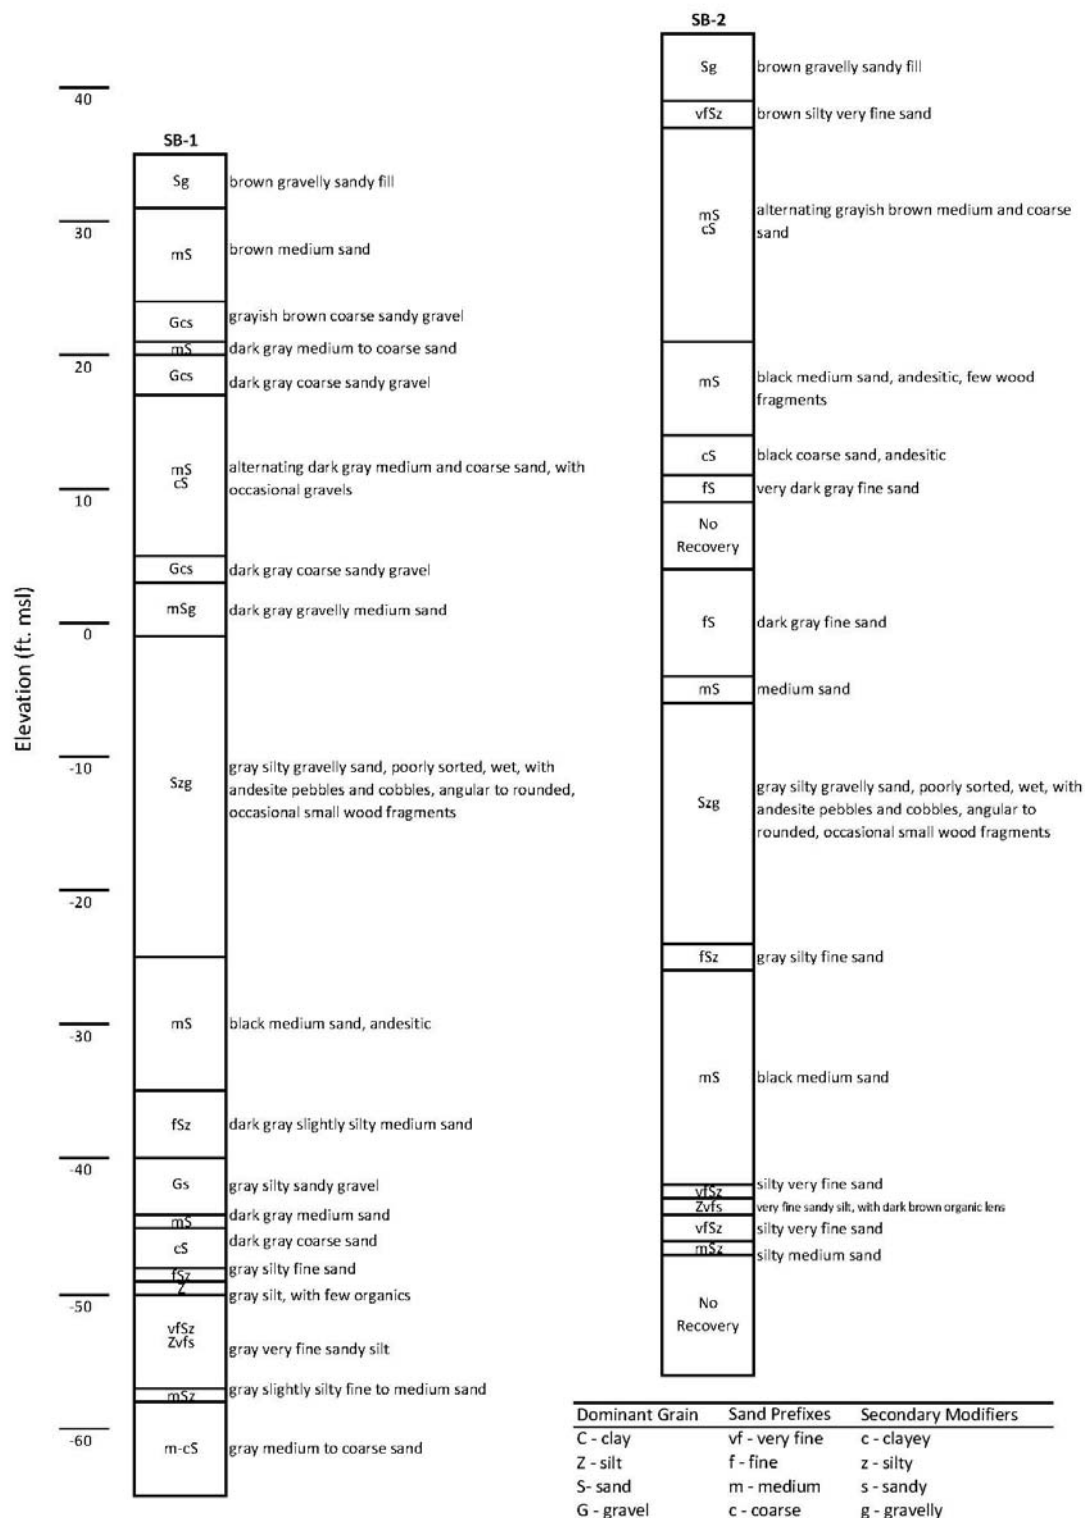 SB-2
Sg brown gravelly sandy fill
40
vfSz brown silty very fine sand
SB-1
Sg brown gravelly sandy fill
mS alternating grayish brown medium and coarse
cS sand
30
mS brown medium sand
Gcs grayish brown coarse sandy gravel
mS dark gray medium to coarse sand
20
Gcs dark gray coarse sandy gravel
mS black medium sand, andesitic, few wood
fragments
cS black coarse sand, andesitic
mS alternating dark gray medium and coarse sand, with
cS occasional gravels
fS very dark gray fine sand
10
No
Recovery
Gcs dark gray coarse sandy gravel
mSg dark gray gravelly medium sand
fS dark gray fine sand
0
Elevation (ft. msl)
mS medium sand
-10
Szg gray silty gravelly sand, poorly sorted, wet, with
andesite pebbles and cobbles, angular to rounded,
occasional small wood fragments
Szg gray silty gravelly sand, poorly sorted, wet, with
andesite pebbles and cobbles, angular to
rounded, occasional small wood fragments
-20
fSz gray silty fine sand
mS black medium sand, andesitic
-30
mS black medium sand
fSz dark gray slightly silty medium sand
-40
Gs gray silty sandy gravel
vfSz silty very fine sand
Zvfs very fine sandy silt, with dark brown organic lens
mS dark gray medium sand
vfSz silty very fine sand
cS dark gray coarse sand
mSz silty medium sand
fSz gray silty fine sand
Z gray silt, with few organics
-50
No
Recovery
vfSz
Zvfs gray very fine sandy silt
mSz gray slightly silty fine to medium sand
-60
m-cS gray medium to coarse sand
Dominant Grain Sand Prefixes Secondary Modifiers
C - clay vf - very fine c - clayey
Z - silt f - fine z - silty
S- sand m - medium s - sandy
G - gravel c - coarse g - gravelly